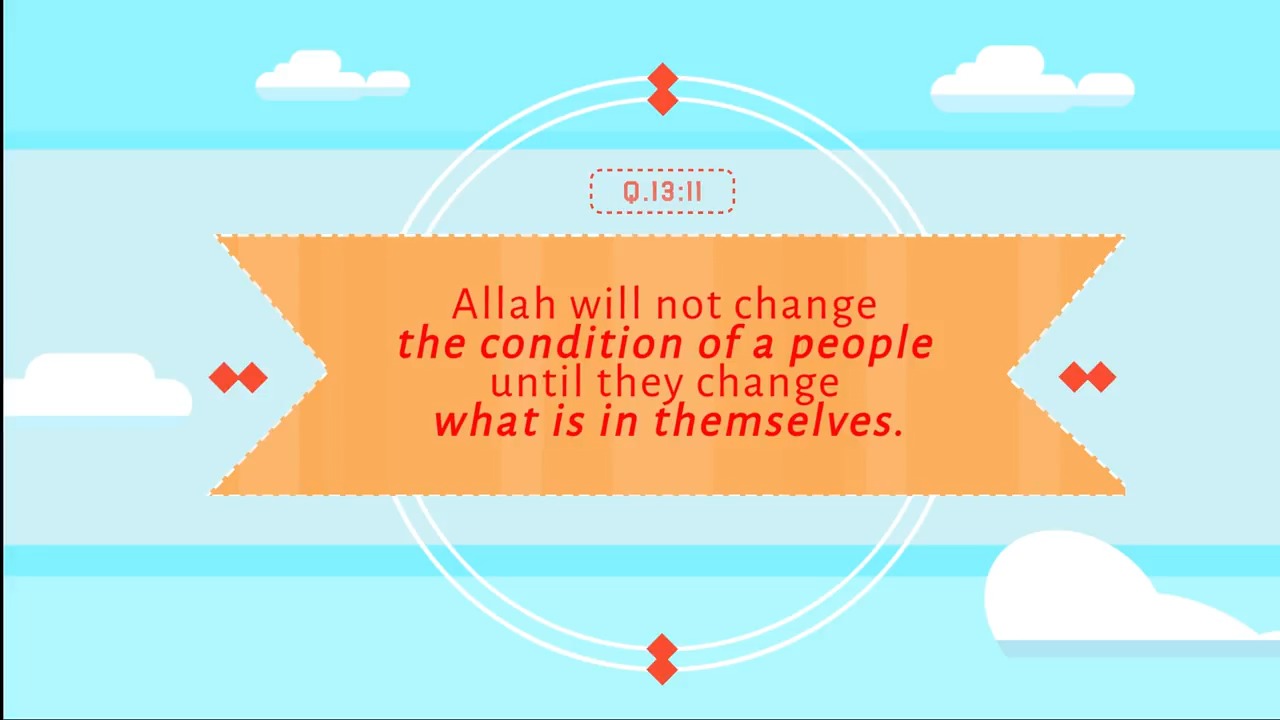 Q.13:11
Allah will not change
the condition of a people
until they change
what is in themselves.